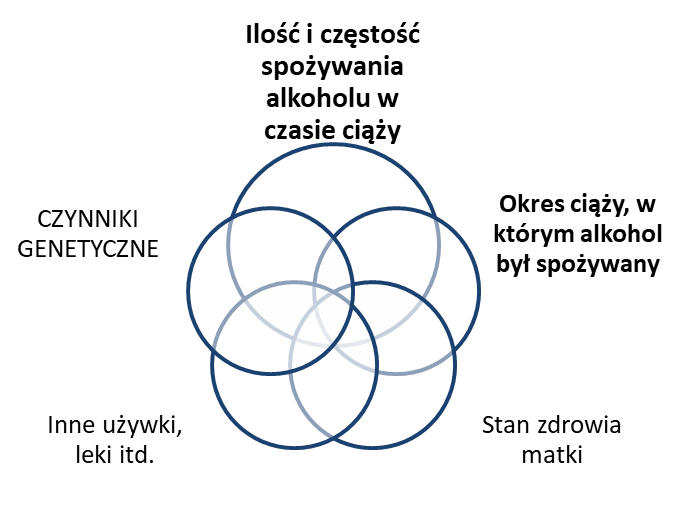 Ilość i częstość
spożywania
alkoholu w
czasie ciąży
CZYNNIKI
GENETYCZNE
Okres ciąży, w
którym alkohol
był spożywany
Inne używki,
leki itd.
Stan zdrowia
matki